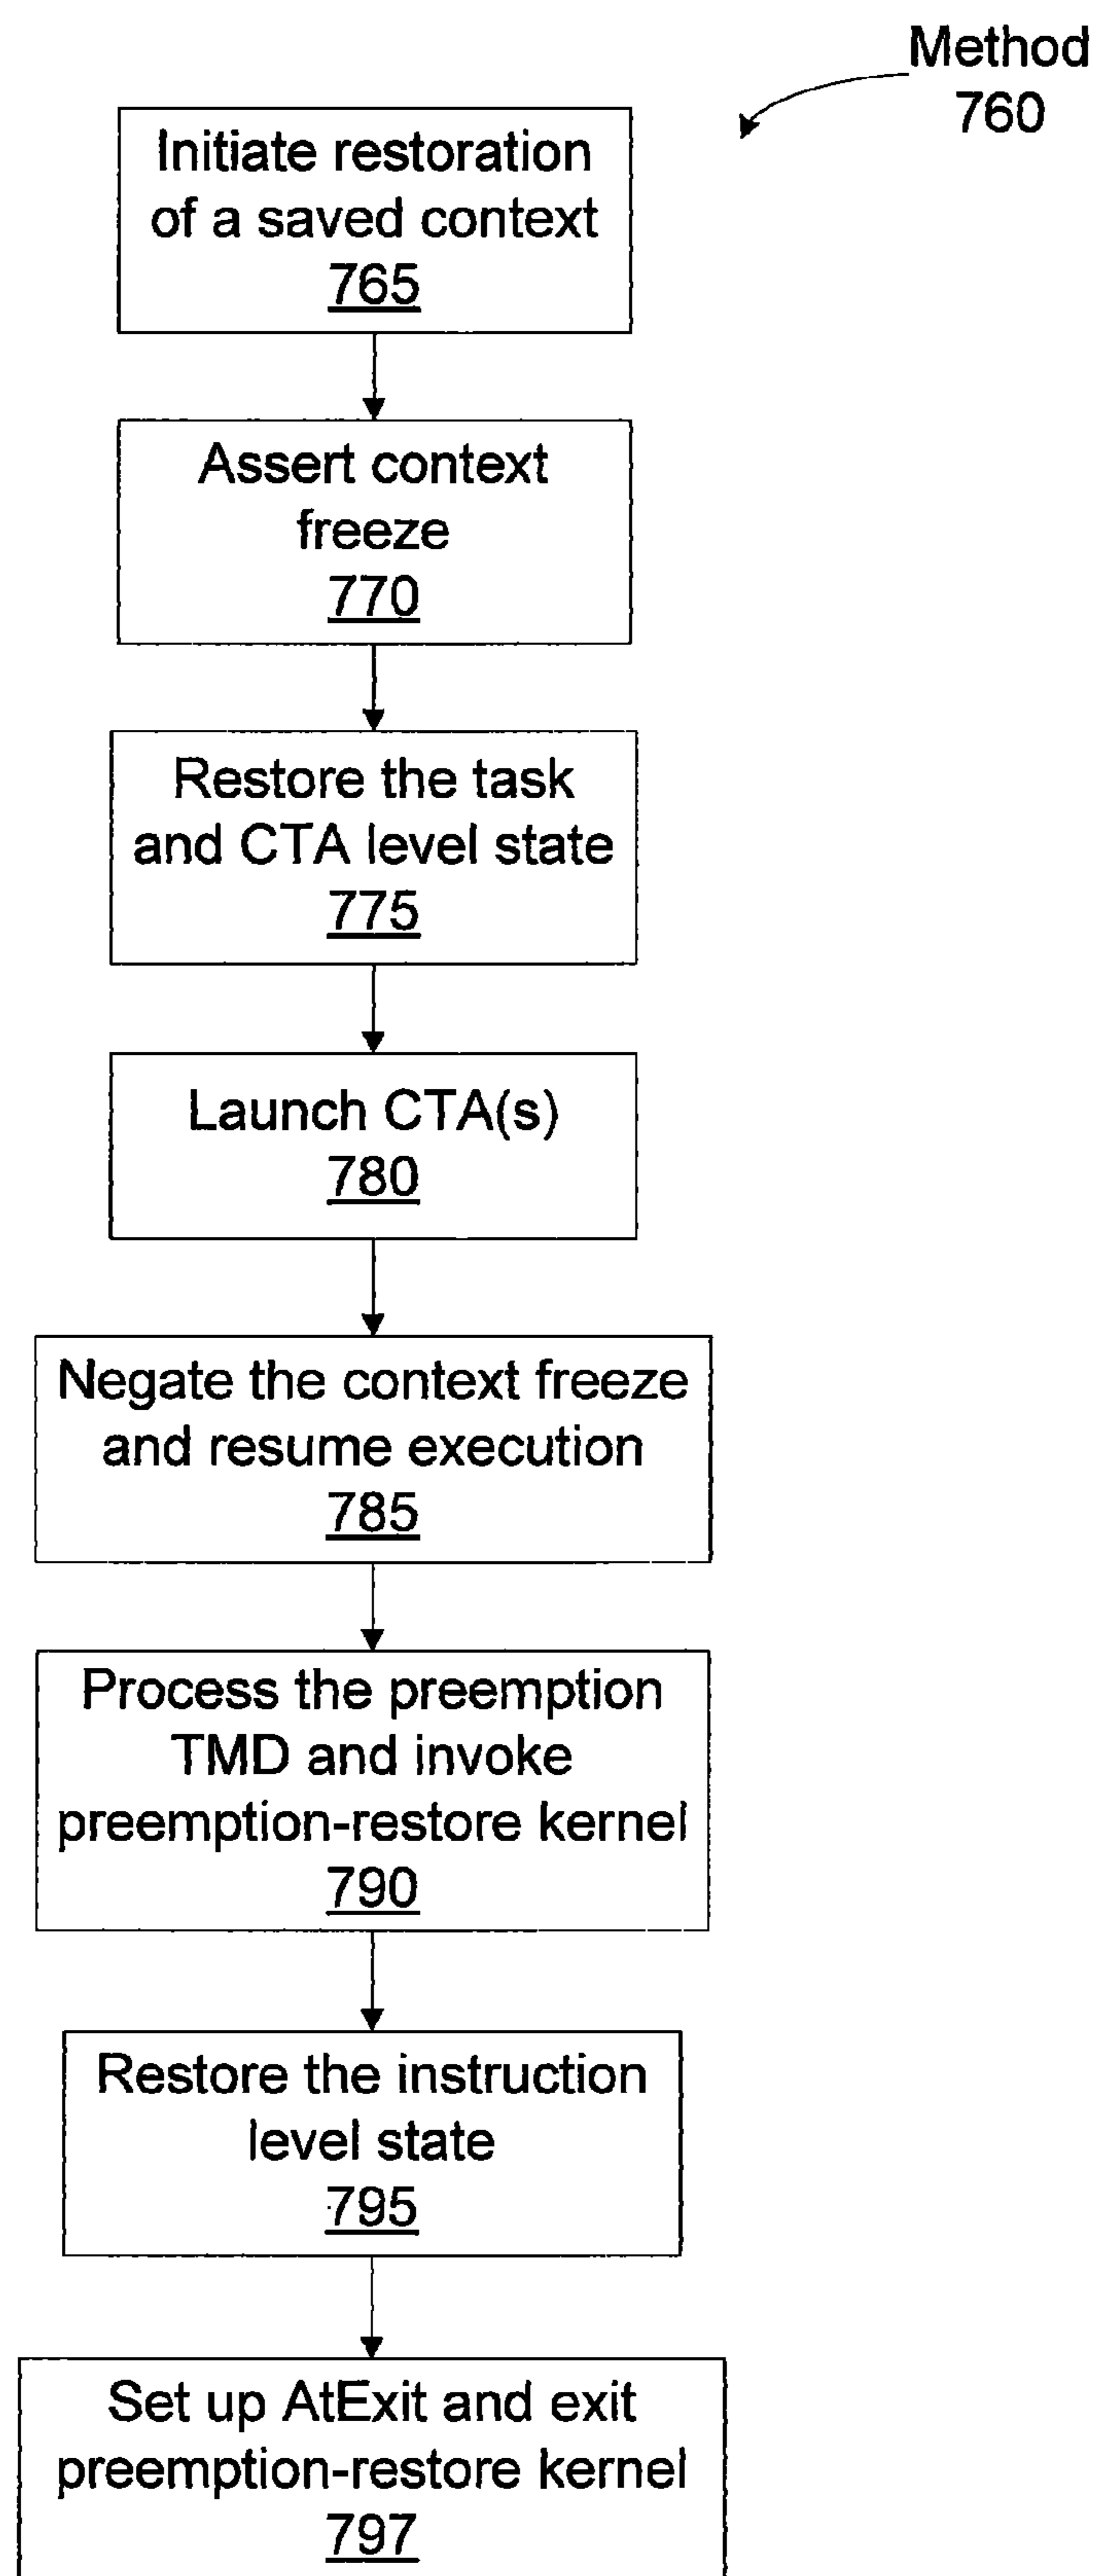 Method
760
Initiate restoration
of a saved context
765
Assert context
freeze
770
Restore the task
and CTA level state
775
Launch CTA(s)
780
Negate the context freeze
and resume execution
785
Process the preemption
TMD and invoke
preemption-restore kernel
790
Restore the instruction
level state
795
Set up AtExit and exit
preemption-restore kernel
797